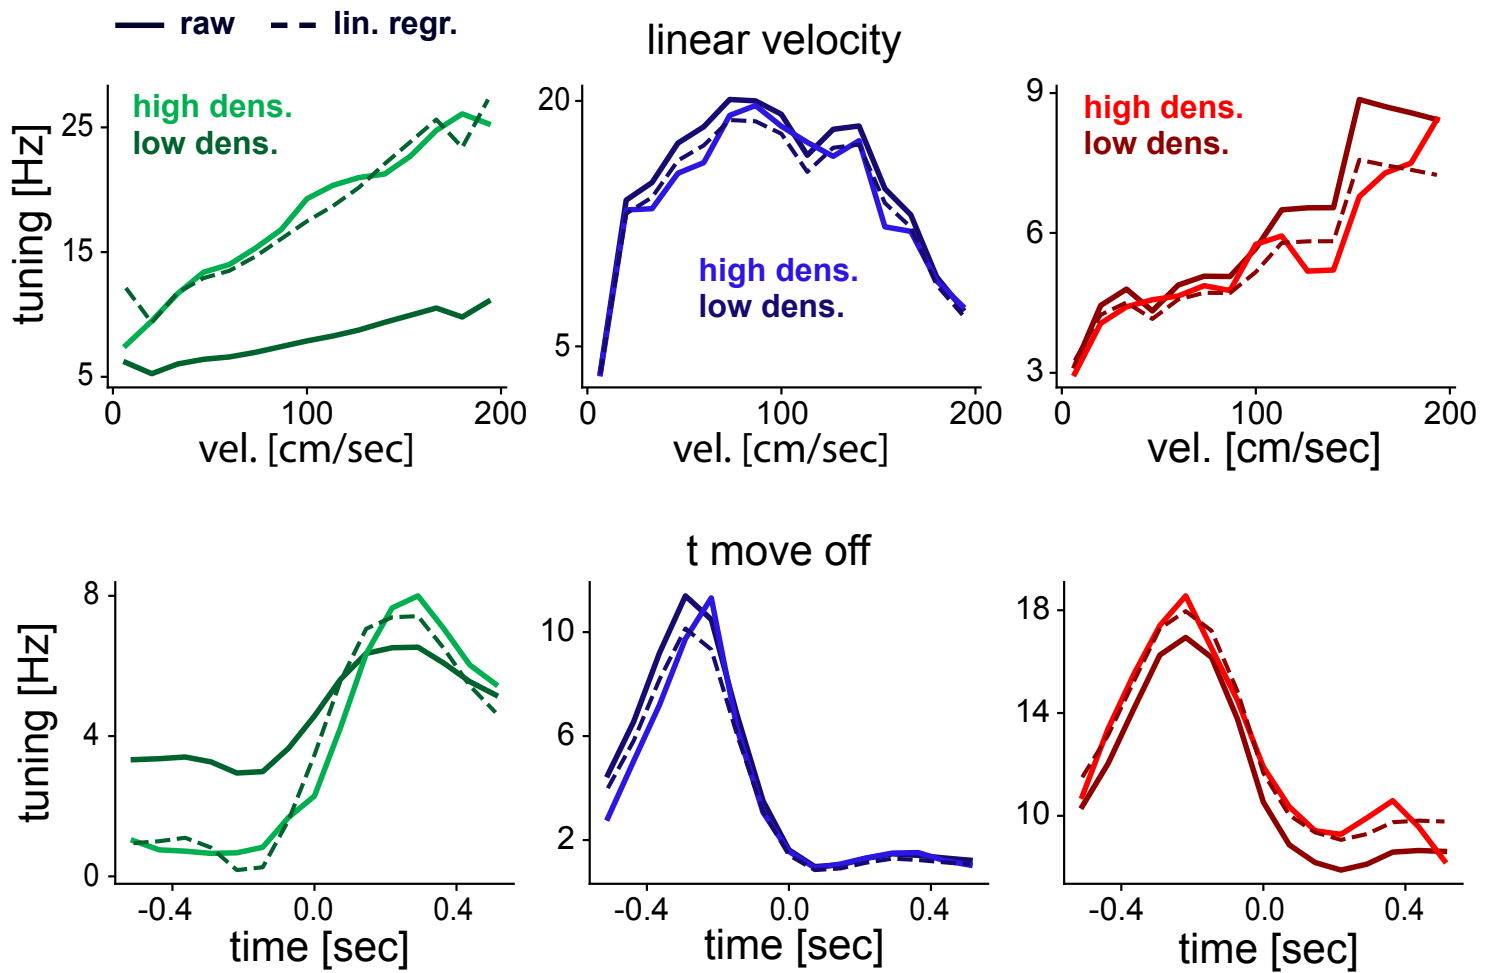 raw lin. regr.
linear velocity
tuning [Hz]
25
15
5
high dens.
low dens.
0 100 200
vel. [cm/sec]
20
5
high dens.
low dens.
0 100 200
vel. [cm/sec]
9
6
3
high dens.
low dens.
0 100 200
vel. [cm/sec]
t move off
tuning [Hz]
8
4
0
-0.4 0.0 0.4
time [sec]
10
6
2
-0.4 0.0 0.4
time [sec]
18
14
10
-0.4 0.0 0.4
time [sec]